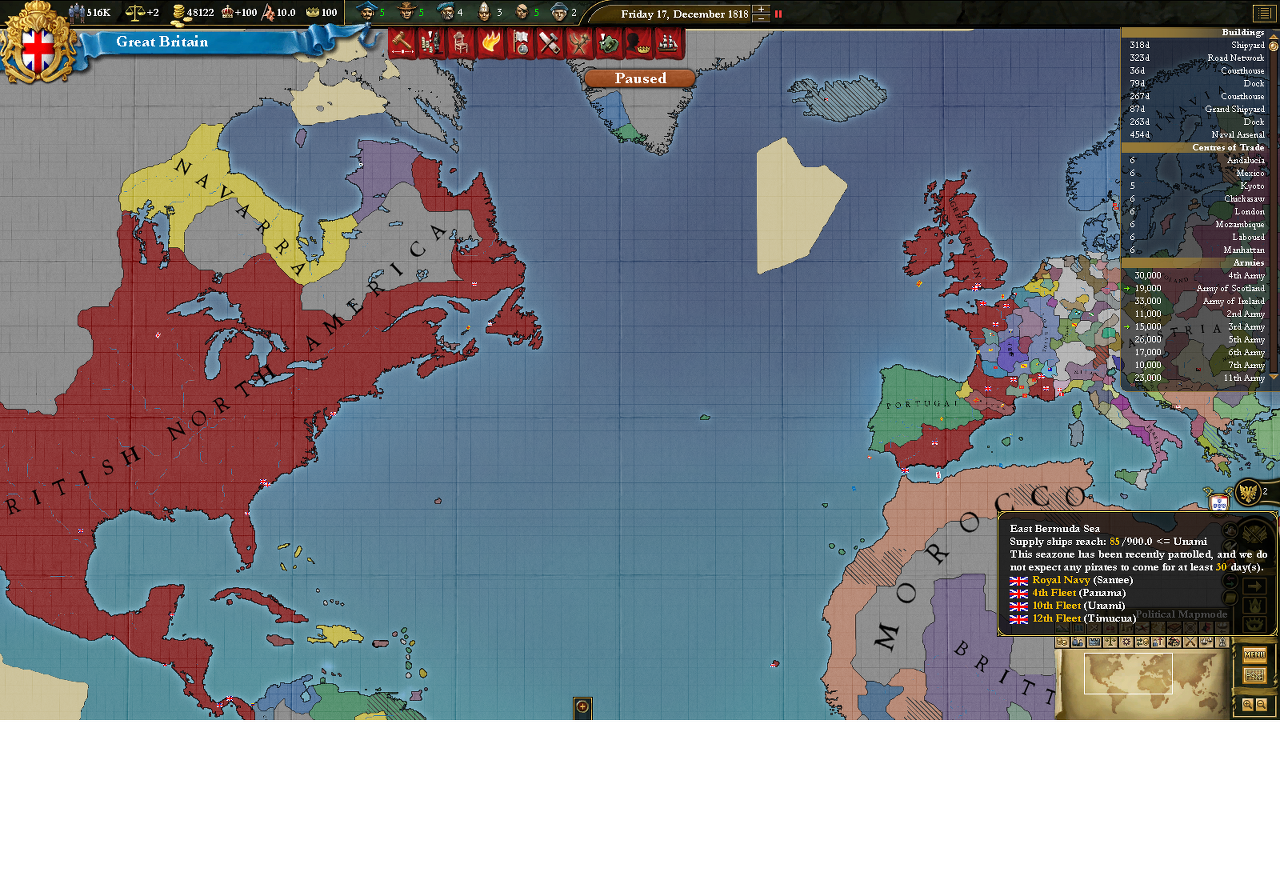 516K +2 48122 +100 10.0 100 5 5 4 3 5 2 Friday 17, December 1818 + −
Great Britain
Paused
Buildings
318d Shipyard
323d Road Network
36d Courthouse
79d Dock
267d Courthouse
87d Grand Shipyard
263d Dock
454d Naval Arsenal
Centres of Trade
6 Andalucia
6 Mexico
5 Kyoto
6 Chickasaw
6 London
6 Mozambique
6 Labourd
6 Manhattan
Armies
30,000 4th Army
19,000 Army of Scotland
33,000 Army of Ireland
11,000 2nd Army
15,000 3rd Army
26,000 5th Army
17,000 6th Army
10,000 7th Army
23,000 11th Army
NAVARRA
RITISH NORTH AMERICA
GREAT BRITAIN
PORTUGAL
MOROCCO
BRITT
2
East Bermuda Sea
Supply ships reach: 85/900.0 <= Unami
This seazone has been recently patrolled, and we do
not expect any pirates to come for at least 30 day(s).
Royal Navy (Santee)
4th Fleet (Panama)
10th Fleet (Unami)
12th Fleet (Timucua)
Political Mapmode
MENU